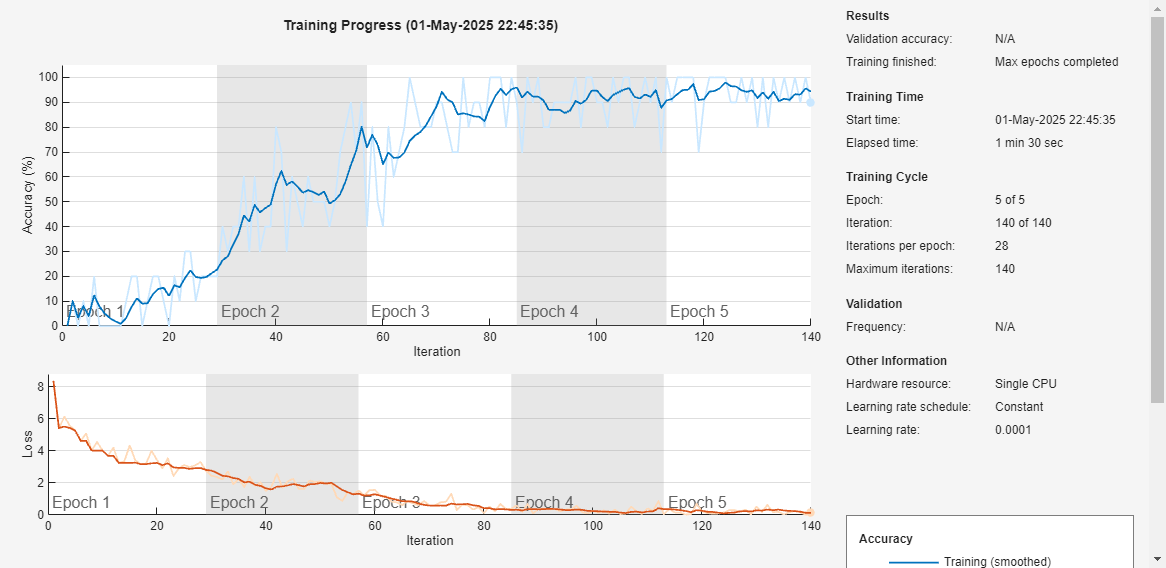 Training Progress (01-May-2025 22:45:35)
Accuracy (%)
100
90
80
70
60
50
40
30
20
10
0
Epoch 1
Epoch 2
Epoch 3
Epoch 4
Epoch 5
0 20 40 60 80 100 120 140
Iteration
Loss
8
6
4
2
0
Epoch 1
Epoch 2
Epoch 3
Epoch 4
Epoch 5
0 20 40 60 80 100 120 140
Iteration
Results
Validation accuracy: N/A
Training finished: Max epochs completed
Training Time
Start time: 01-May-2025 22:45:35
Elapsed time: 1 min 30 sec
Training Cycle
Epoch: 5 of 5
Iteration: 140 of 140
Iterations per epoch: 28
Maximum iterations: 140
Validation
Frequency: N/A
Other Information
Hardware resource: Single CPU
Learning rate schedule: Constant
Learning rate: 0.0001
Accuracy
Training (smoothed)